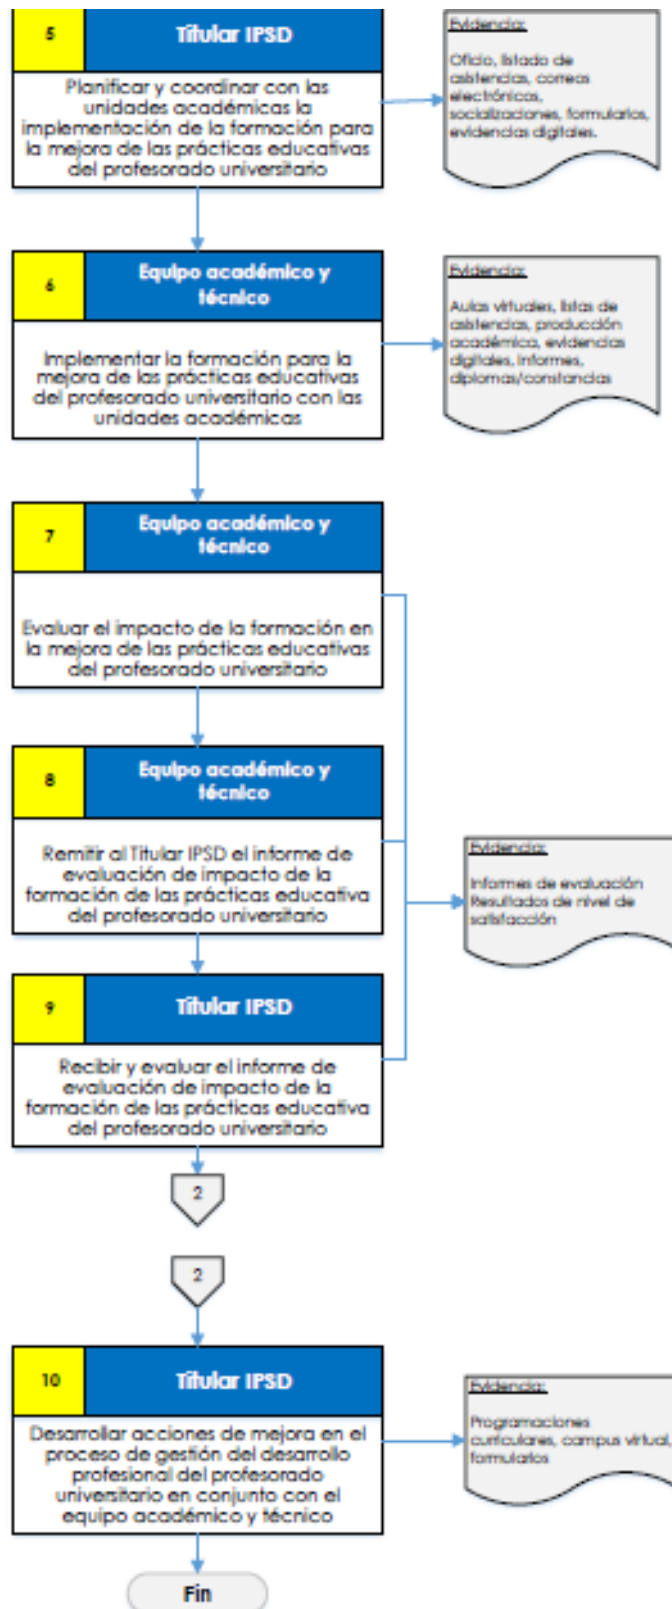 5
Titular IPSD
Planificar y coordinar con las
unidades académicas la
implementación de la formación para
la mejora de las prácticas educativas
del profesorado universitario
Evidencia:
Oficio, listado de
asistencias, correos
electrónicos,
socializaciones, formularios,
evidencias digitales.
6
Equipo académico y
técnico
Implementar la formación para la
mejora de las prácticas educativas
del profesorado universitario con las
unidades académicas
Evidencia:
Aulas virtuales, listas de
asistencias, producción
académica, evidencias
digitales, informes,
diplomas/constancias
7
Equipo académico y
técnico
Evaluar el impacto de la formación en
la mejora de las prácticas educativas
del profesorado universitario
8
Equipo académico y
técnico
Remitir al Titular IPSD el informe de
evaluación de impacto de la
formación de las prácticas educativa
del profesorado universitario
Evidencia:
Informes de evaluación
Resultados de nivel de
satisfacción
9
Titular IPSD
Recibir y evaluar el informe de
evaluación de impacto de la
formación de las prácticas educativa
del profesorado universitario
2
2
10
Titular IPSD
Desarrollar acciones de mejora en el
proceso de gestión del desarrollo
profesional del profesorado
universitario en conjunto con el
equipo académico y técnico
Evidencia:
Programaciones
curriculares, campus virtual,
formularios
Fin